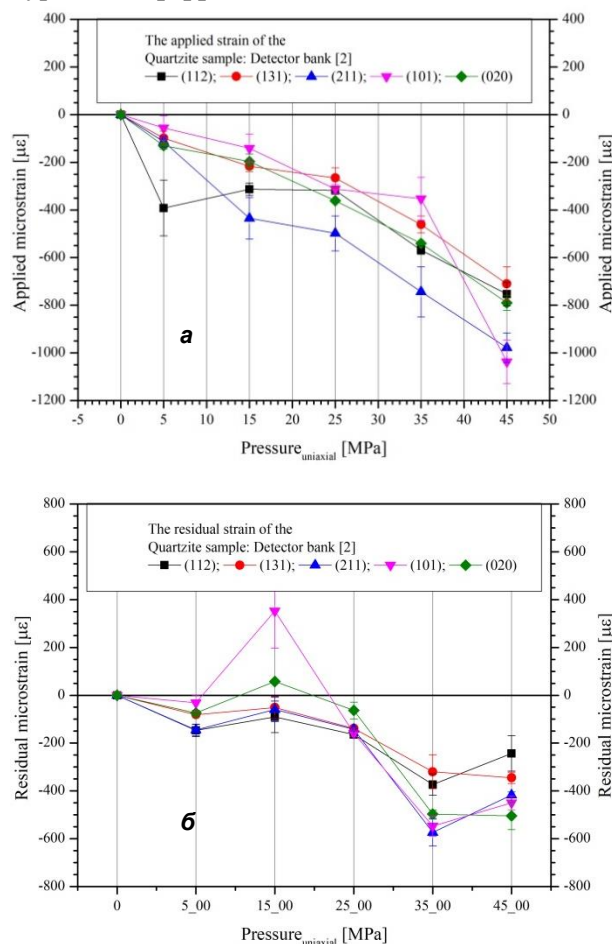 400
200
0
-200
-400
-600
-800
-1000
-1200
400
200
0
-200
-400
-600
-800
-1000
-1200
Applied microstrain [με]
Applied microstrain [με]
The applied strain of the
Quartzite sample: Detector bank [2]
(112); (131); (211); (101); (020)
а
-5 0 5 10 15 20 25 30 35 40 45 50
Pressure uniaxial [MPa]
800
600
400
200
0
-200
-400
-600
-800
800
600
400
200
0
-200
-400
-600
-800
Residual microstrain [με]
Residual microstrain [με]
The residual strain of the
Quartzite sample: Detector bank [2]
(112); (131); (211); (101); (020)
б
0 5_00 15_00 25_00 35_00 45_00
Pressure uniaxial [MPa]